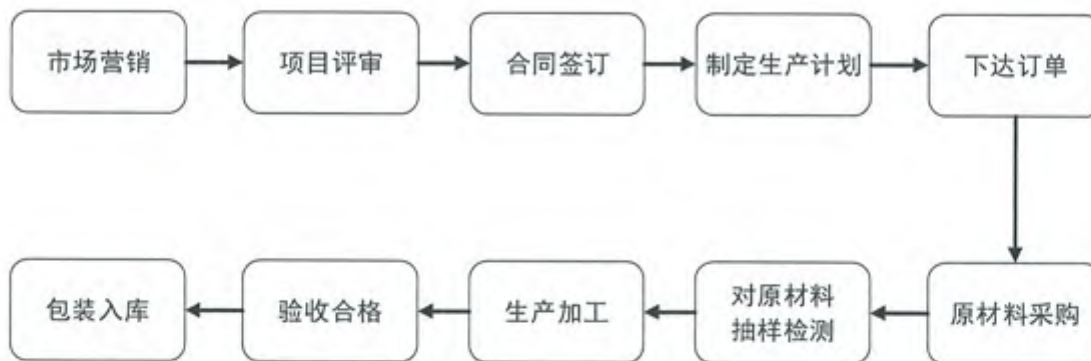 市场营销
项目评审
合同签订
制定生产计划
下达订单
包装入库
验收合格
生产加工
对原材料
抽样检测
原材料采购